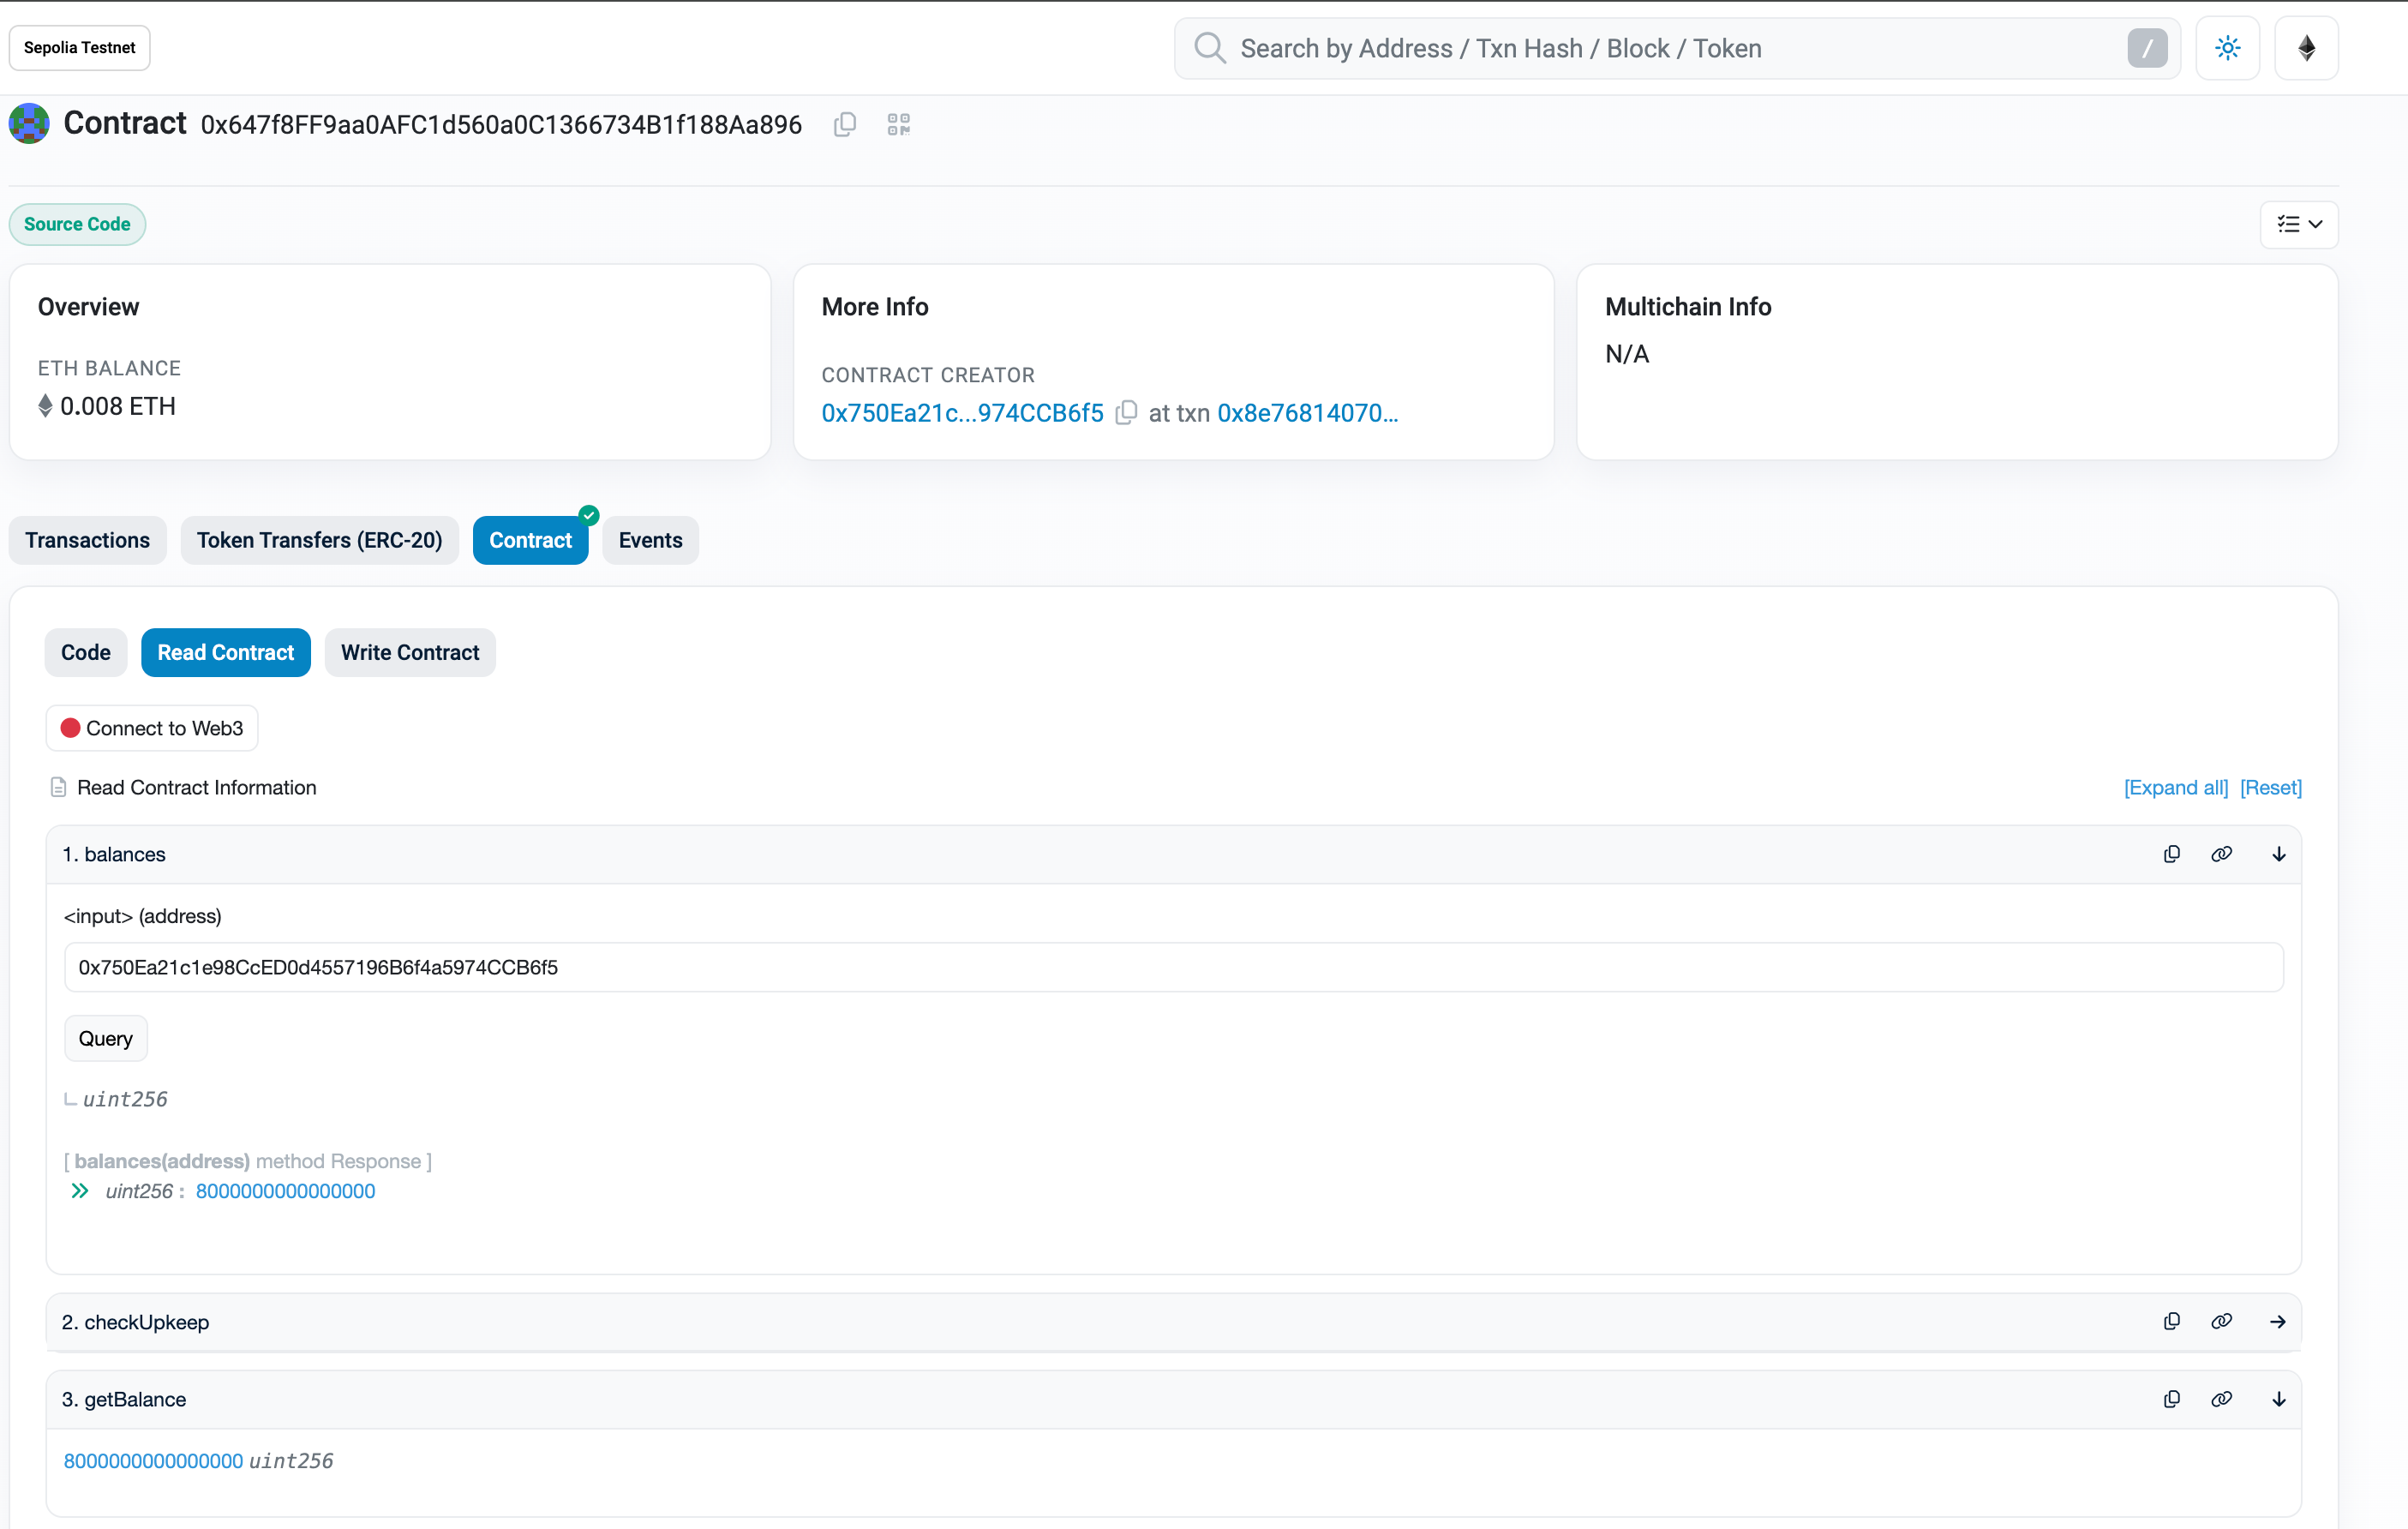 Sepolia Testnet
Search by Address / Txn Hash / Block / Token
/
Contract 0x647f8FF9aa0AFC1d560a0C1366734B1f188Aa896
Source Code
Overview
ETH BALANCE
0.008 ETH
More Info
CONTRACT CREATOR
0x750Ea21c...974CCB6f5 at txn 0x8e76814070...
Multichain Info
N/A
Transactions
Token Transfers (ERC-20)
Contract
Events
Code
Read Contract
Write Contract
Connect to Web3
Read Contract Information
[Expand all] [Reset]
1. balances
<input> (address)
0x750Ea21c1e98CcED0d4557196B6f4a5974CCB6f5
Query
uint256
[ balances(address) method Response ]
uint256 : 8000000000000000
2. checkUpkeep
3. getBalance
8000000000000000 uint256